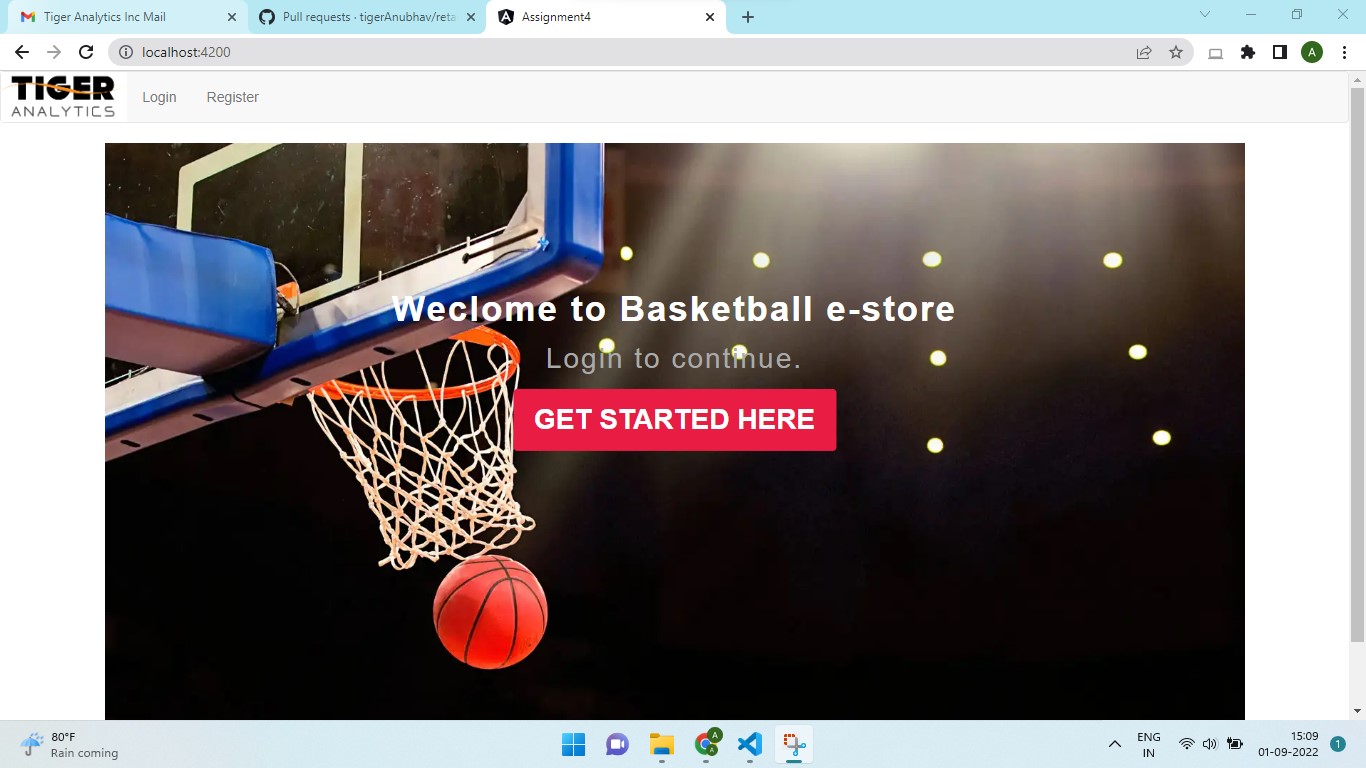 Tiger Analytics Inc Mail
Pull requests · tigerAnubhav/reta
Assignment4
localhost:4200
A
TIGER
ANALYTICS
Login
Register
Weclome to Basketball e-store
Login to continue.
GET STARTED HERE
80°F
Rain coming
A
A
ENG
IN
15:09
01-09-2022
1